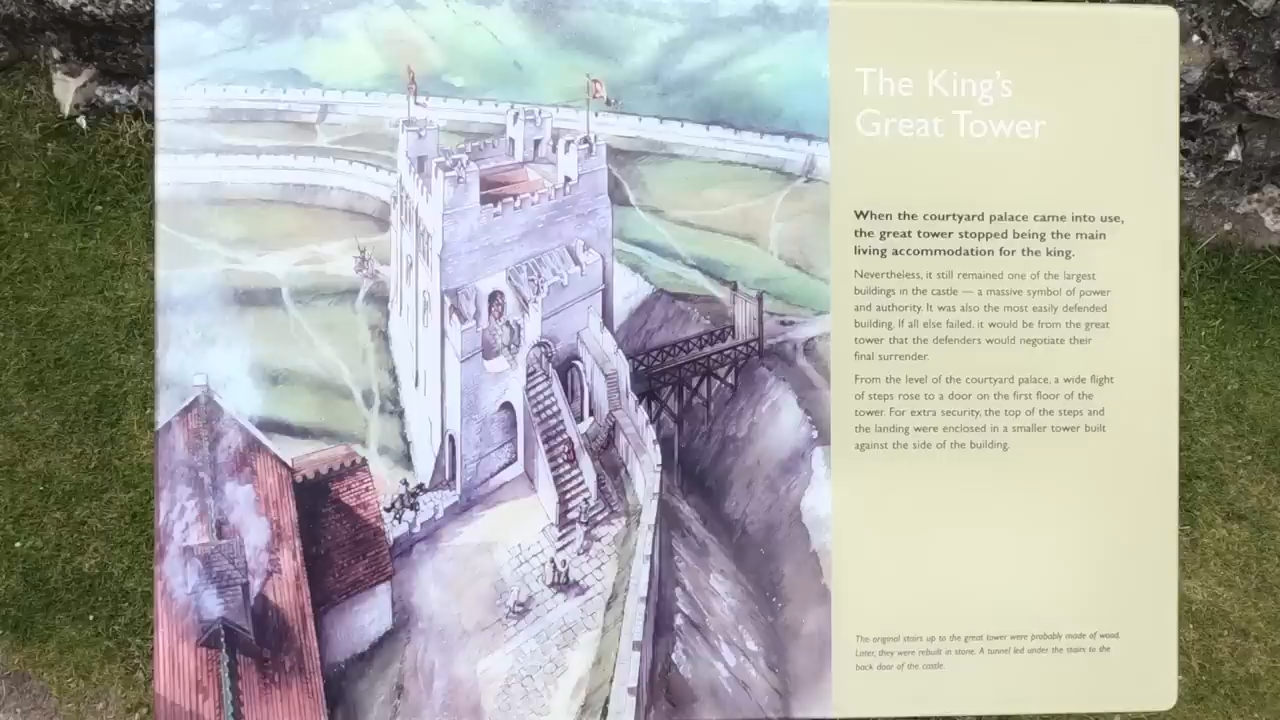 The King's
Great Tower
When the courtyard palace came into use,
the great tower stopped being the main
living accommodation for the king.
Nevertheless, it still remained one of the largest
buildings in the castle — a massive symbol of power
and authority. It was also the most easily defended
building. If all else failed, it would be from the great
tower that the defenders would negotiate their
final surrender.
From the level of the courtyard palace, a wide flight
of steps rose to a door on the first floor of the
tower. For extra security, the top of the steps and
the landing were enclosed in a smaller tower built
against the side of the building.
The original stairs up to the great tower were probably made of wood.
Later, they were rebuilt in stone. A tunnel led under the stairs to the
back door of the castle.